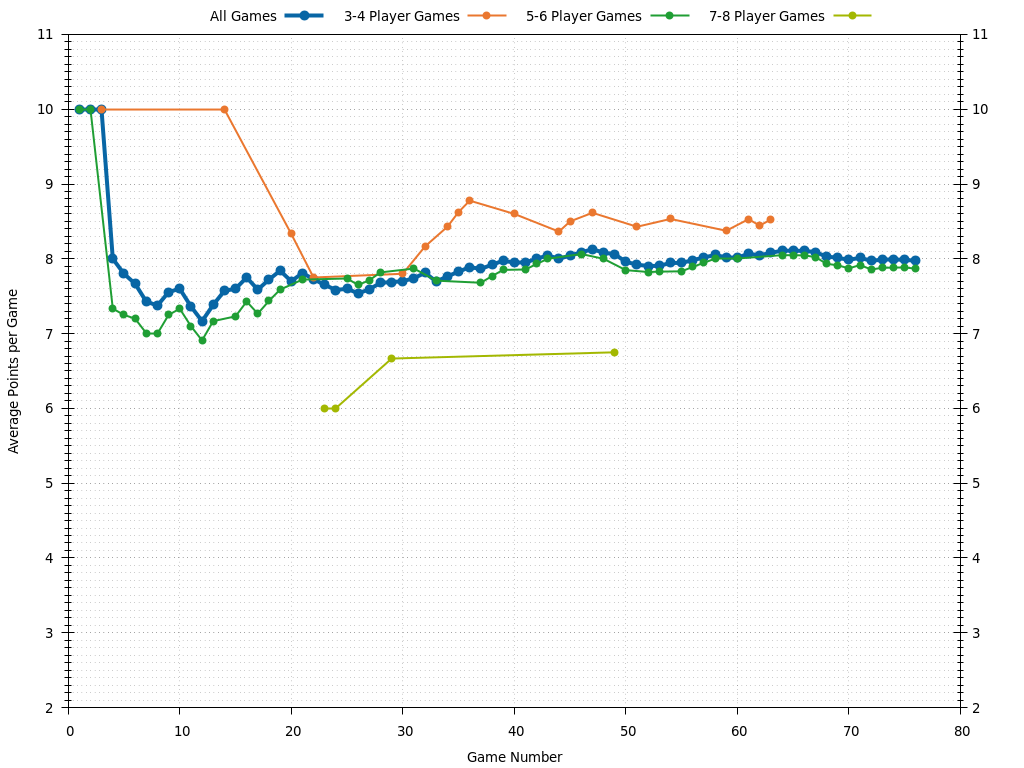 All Games 3-4 Player Games 5-6 Player Games 7-8 Player Games
11 11
10 10
9 9
8 8
7 7
6 6
5 5
4 4
3 3
2 2
Average Points per Game
0 10 20 30 40 50 60 70 80
Game Number